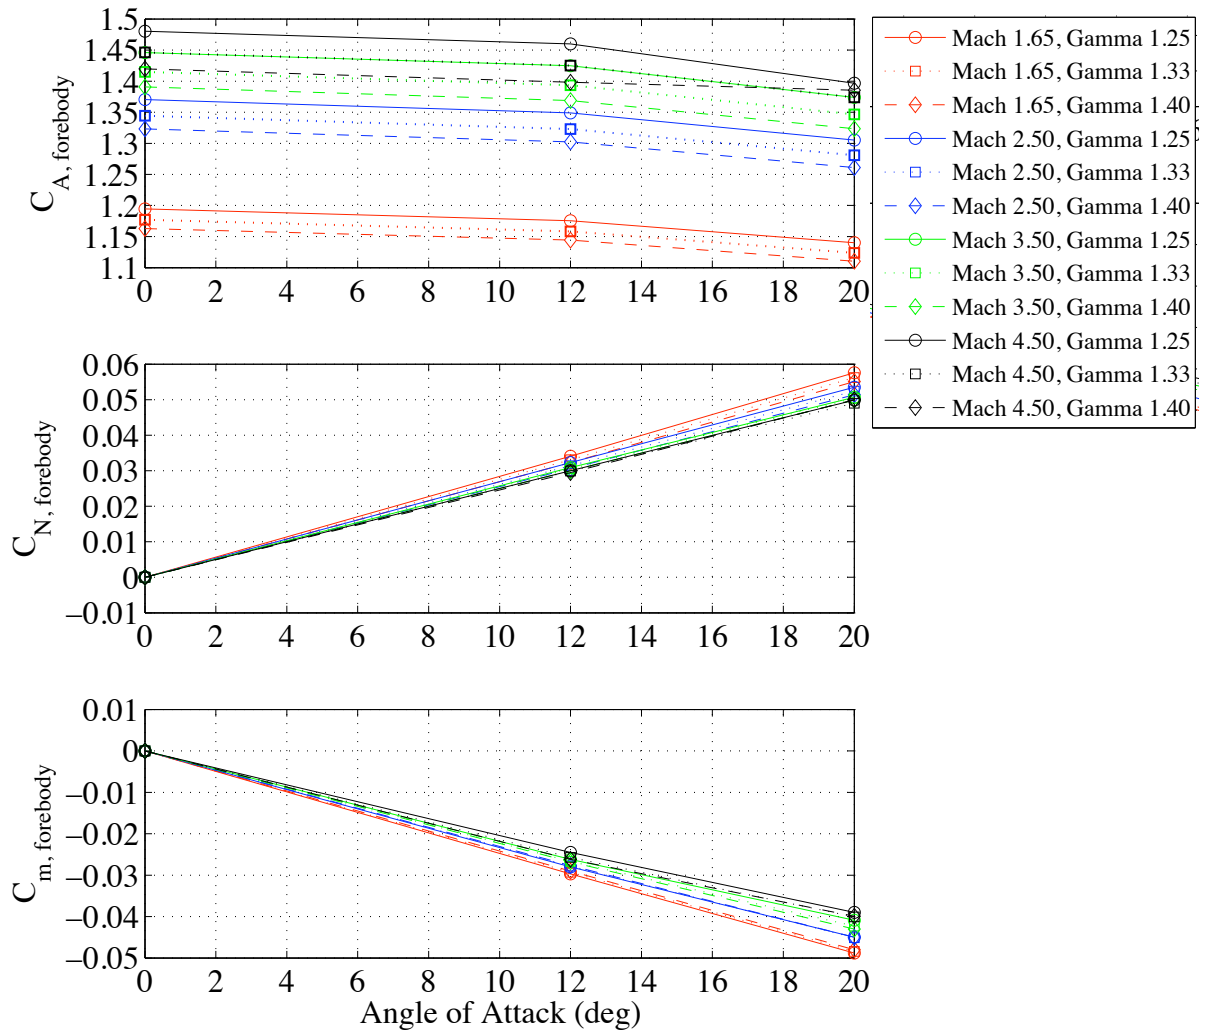 1.5
1.45
1.4
1.35
1.3
1.25
1.2
1.15
1.1
C A, forebody
0 2 4 6 8 10 12 14 16 18 20
Mach 1.65, Gamma 1.25
Mach 1.65, Gamma 1.33
Mach 1.65, Gamma 1.40
Mach 2.50, Gamma 1.25
Mach 2.50, Gamma 1.33
Mach 2.50, Gamma 1.40
Mach 3.50, Gamma 1.25
Mach 3.50, Gamma 1.33
Mach 3.50, Gamma 1.40
Mach 4.50, Gamma 1.25
Mach 4.50, Gamma 1.33
Mach 4.50, Gamma 1.40
0.06
0.05
0.04
0.03
0.02
0.01
0
−0.01
C N, forebody
0 2 4 6 8 10 12 14 16 18 20
0.01
0
−0.01
−0.02
−0.03
−0.04
−0.05
C m, forebody
0 2 4 6 8 10 12 14 16 18 20
Angle of Attack (deg)